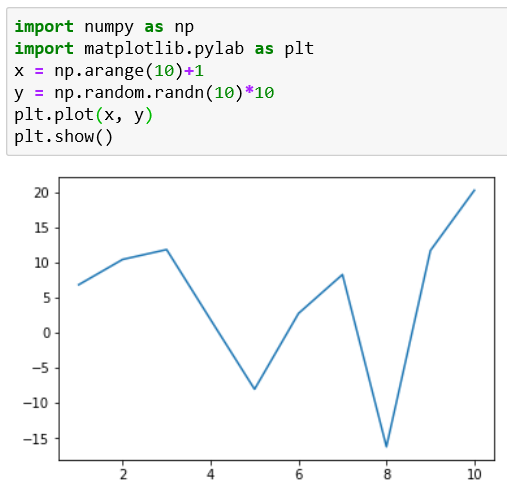 import numpy as np
import matplotlib.pylab as plt
x = np.arange(10)+1
y = np.random.randn(10)*10
plt.plot(x, y)
plt.show()
20
15
10
5
0
−5
−10
−15
2 4 6 8 10